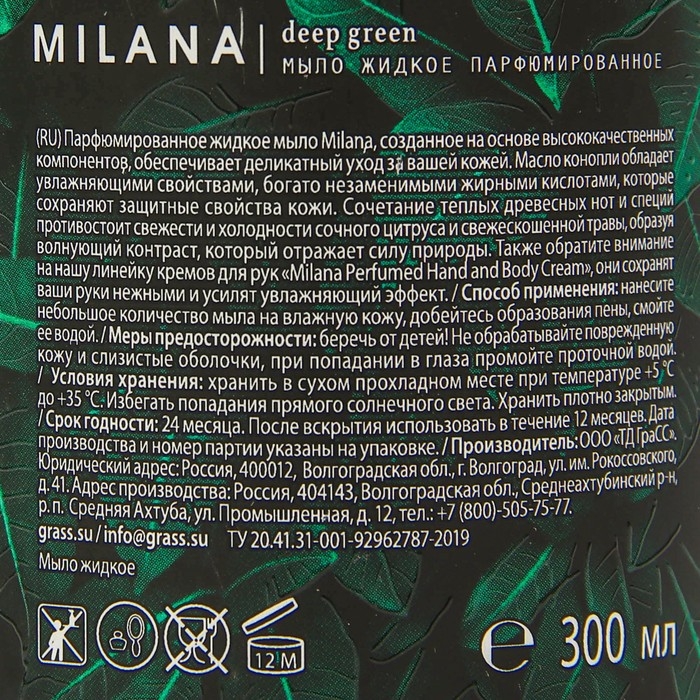 MILANA | deep green
МЫЛО ЖИДКОЕ ПАРФЮМИРОВАННОЕ
(RU) Парфюмированное жидкое мыло Milana, созданное на основе высококачественных
компонентов, обеспечивает деликатный уход за вашей кожей. Масло конопли обладает
увлажняющими свойствами, богато незаменимыми жирными кислотами, которые
сохраняют защитные свойства кожи. Сочетание тёплых древесных нот и специй
противостоит свежести и холодности сочного цитруса и свежескошенной травы, образуя
волнующий контраст, который отражает силу природы. Также обратите внимание
на нашу линейку кремов для рук «Milana Perfumed Hand and Body Cream», они сохранят
ваши руки нежными и усилят увлажняющий эффект. / Способ применения: нанесите
небольшое количество мыла на влажную кожу, добейтесь образования пены, смойте
ее водой. / Меры предосторожности: беречь от детей! Не обрабатывайте поврежденную
кожу и слизистые оболочки, при попадании в глаза промойте проточной водой.
/ Условия хранения: хранить в сухом прохладном месте при температуре +5 °C
до +35 °C. Избегать попадания прямого солнечного света. Хранить плотно закрытым.
/ Срок годности: 24 месяца. После вскрытия использовать в течение 12 месяцев. Дата
производства и номер партии указаны на упаковке. / Производитель: ООО «ТД ГраСС».
Юридический адрес: Россия, 400012, Волгоградская обл., г. Волгоград, ул. им. Рокоссовского,
д. 41. Адрес производства: Россия, 404143, Волгоградская обл., Среднеахтубинский р-н,
р.п. Средняя Ахтуба, ул. Промышленная, д. 12, тел.: +7 (800)-505-75-77.
grass.su / info@grass.su ТУ 20.41.31-001-92962787-2019
Мыло жидкое
12 M
℮ 300 мл